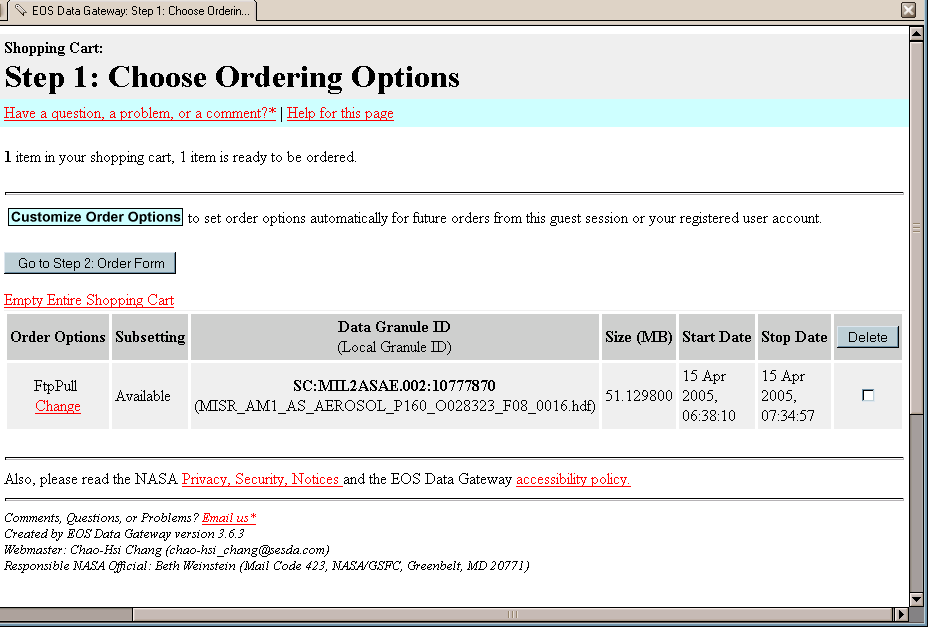 EOS Data Gateway: Step 1: Choose Orderin...
Shopping Cart:
Step 1: Choose Ordering Options
Have a question, a problem, or a comment?* | Help for this page
1 item in your shopping cart, 1 item is ready to be ordered.
Customize Order Options to set order options automatically for future orders from this guest session or your registered user account.
Go to Step 2: Order Form
Empty Entire Shopping Cart
Order Options Subsetting Data Granule ID (Local Granule ID) Size (MB) Start Date Stop Date Delete
FtpPull
Change
Available
SC:MIL2ASAE.002:10777870
(MISR_AM1_AS_AEROSOL_P160_O028323_F08_0016.hdf)
51.129800
15 Apr
2005,
06:38:10
15 Apr
2005,
07:34:57
Also, please read the NASA Privacy, Security, Notices and the EOS Data Gateway accessibility policy.
Comments, Questions, or Problems? Email us*
Created by EOS Data Gateway version 3.6.3
Webmaster: Chao-Hsi Chang (chao-hsi_chang@sesda.com)
Responsible NASA Official: Beth Weinstein (Mail Code 423, NASA/GSFC, Greenbelt, MD 20771)